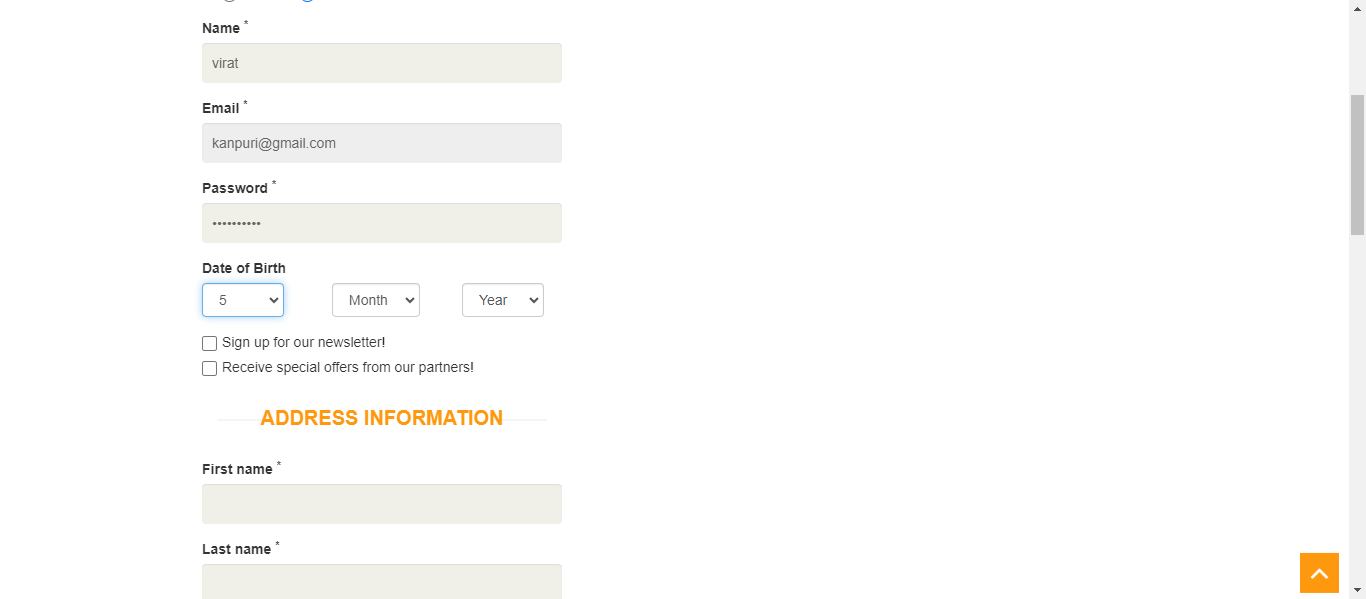 Name *
virat
Email *
kanpuri@gmail.com
Password *
••••••••••
Date of Birth
5 Month Year
Sign up for our newsletter!
Receive special offers from our partners!
ADDRESS INFORMATION
First name *
Last name *